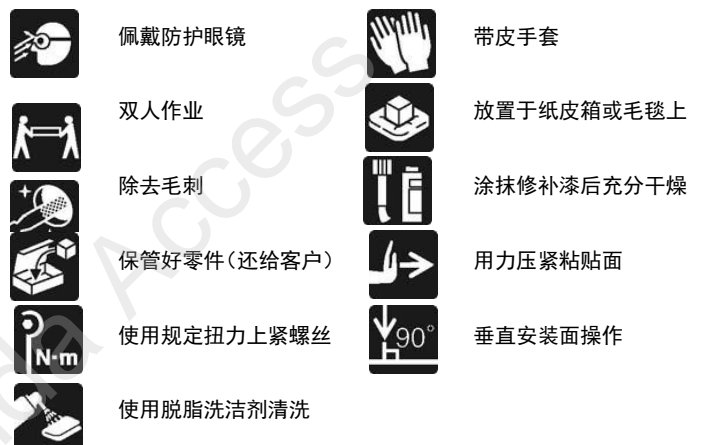 佩戴防护眼镜
带皮手套
双人作业
放置于纸皮箱或毛毯上
除去毛刺
涂抹修补漆后充分干燥
保管好零件(还给客户)
用力压紧粘贴面
N·m
使用规定扭力上紧螺丝
90°
垂直安装面操作
使用脱脂洗洁剂清洗
nda Access